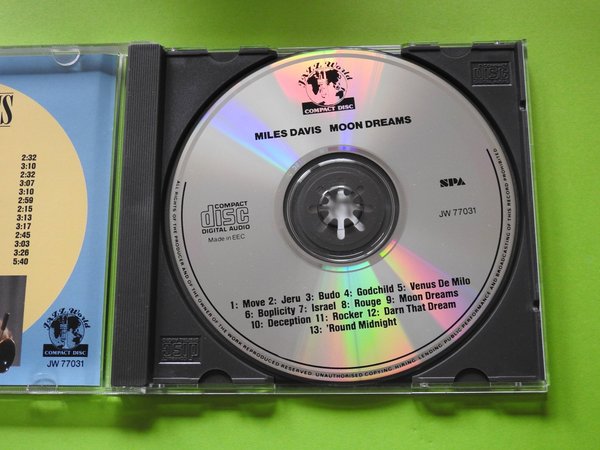 2:32
3:10
2:32
3:07
3:10
2:59
2:15
3:13
3:17
2:45
3:03
3:26
5:40
JAZZ World
COMPACT DISC
JW 77031
JAZZ World
COMPACT DISC
MILES DAVIS MOON DREAMS
COMPACT
disc
DIGITAL AUDIO
Made in EEC
SPA
JW 77031
1: Move 2: Jeru 3: Budo 4: Godchild 5: Venus De Milo
6: Boplicity 7: Israel 8: Rouge 9: Moon Dreams
10: Deception 11: Rocker 12: Darn That Dream
13: 'Round Midnight
ALL RIGHTS OF THE PRODUCER AND OF THE OWNER OF THE WORK REPRODUCED RESERVED. UNAUTHORISED COPYING, HIRING, LENDING, PUBLIC PERFORMANCE AND BROADCASTING OF THIS RECORD PROHIBITED